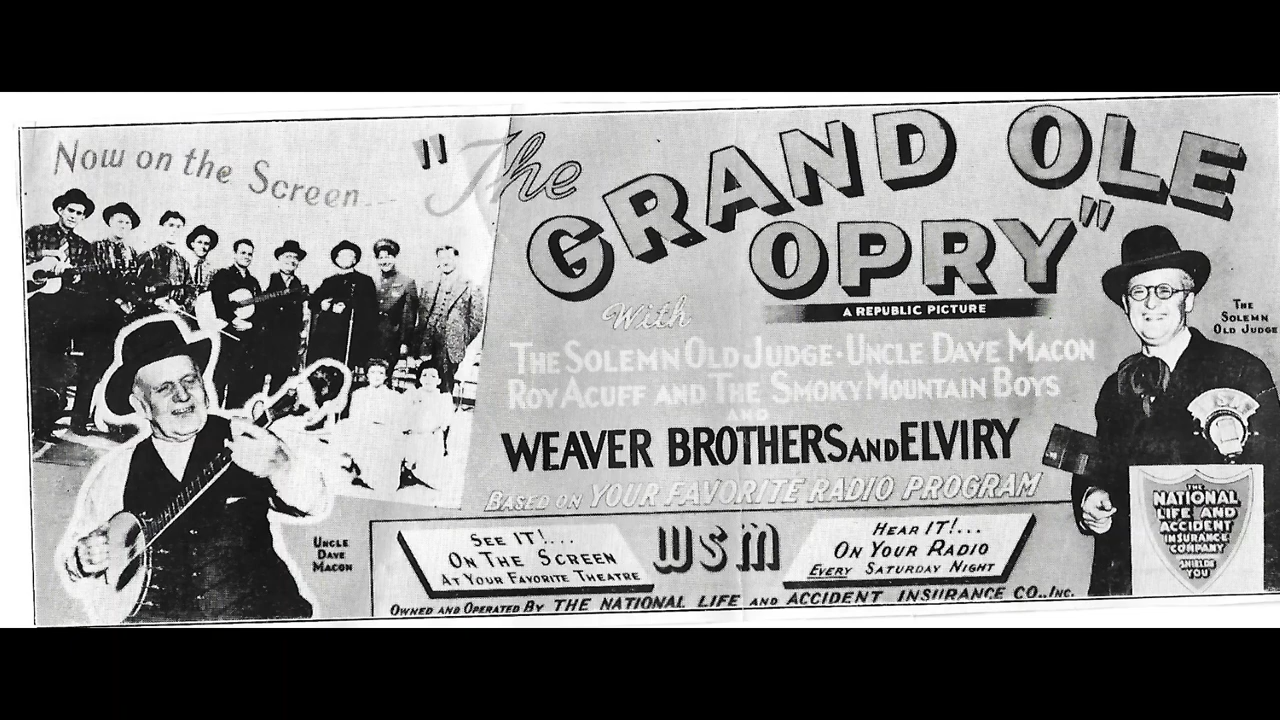 Now on the Screen...
"The
GRAND OLE
OPRY"
A REPUBLIC PICTURE
With
THE SOLEMN OLD JUDGE · UNCLE DAVE MACON
ROY ACUFF AND THE SMOKY MOUNTAIN BOYS
AND
WEAVER BROTHERS AND ELVIRY
BASED ON YOUR FAVORITE RADIO PROGRAM
SEE IT!...
ON THE SCREEN
AT YOUR FAVORITE THEATRE
WSM
HEAR IT!...
ON YOUR RADIO
EVERY SATURDAY NIGHT
OWNED AND OPERATED BY THE NATIONAL LIFE AND ACCIDENT INSURANCE CO., INC.
UNCLE
DAVE
MACON
THE
SOLEMN
OLD JUDGE
WSM
THE
NATIONAL
LIFE AND
ACCIDENT
INSURANCE
COMPANY
SHIELDS
YOU